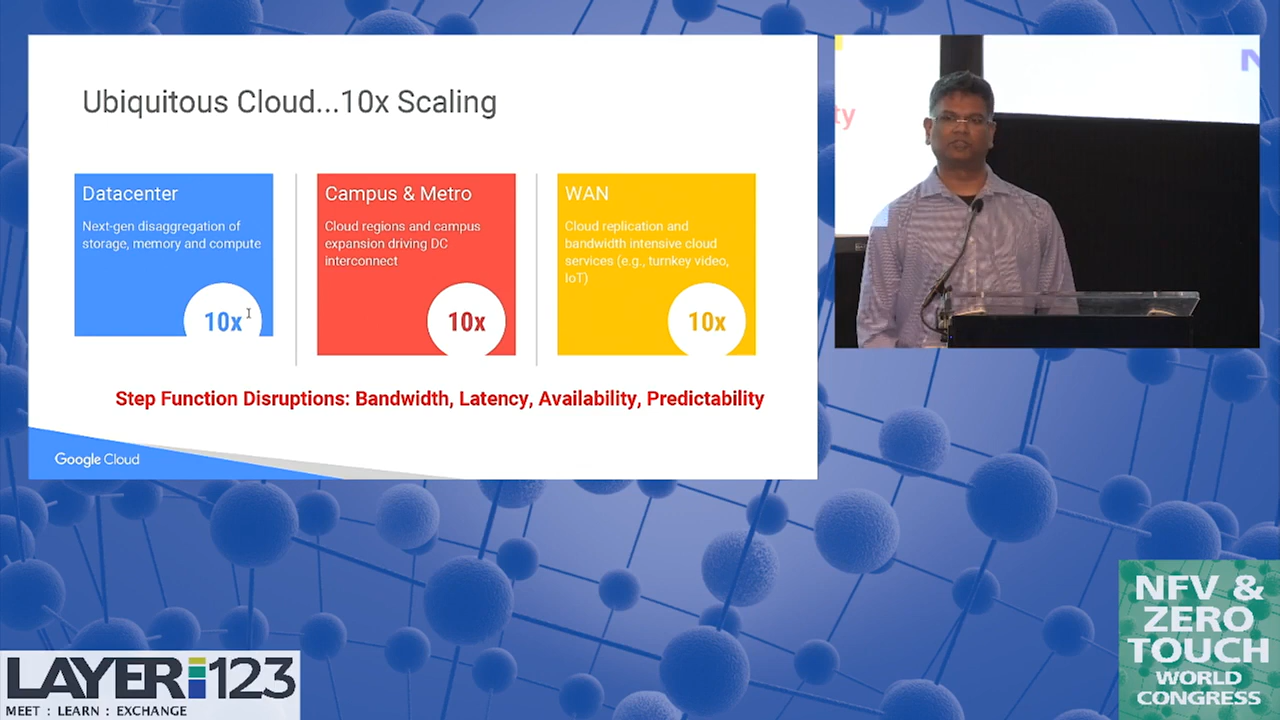 Ubiquitous Cloud...10x Scaling
Datacenter
Next-gen disaggregation of
storage, memory and compute
10x
Campus & Metro
Cloud regions and campus
expansion driving DC
interconnect
10x
WAN
Cloud replication and
bandwidth intensive cloud
services (e.g., turnkey video,
IoT)
10x
Step Function Disruptions: Bandwidth, Latency, Availability, Predictability
Google Cloud
ty
N
LAYER123
MEET : LEARN : EXCHANGE
NFV &
ZERO
TOUCH
WORLD
CONGRESS